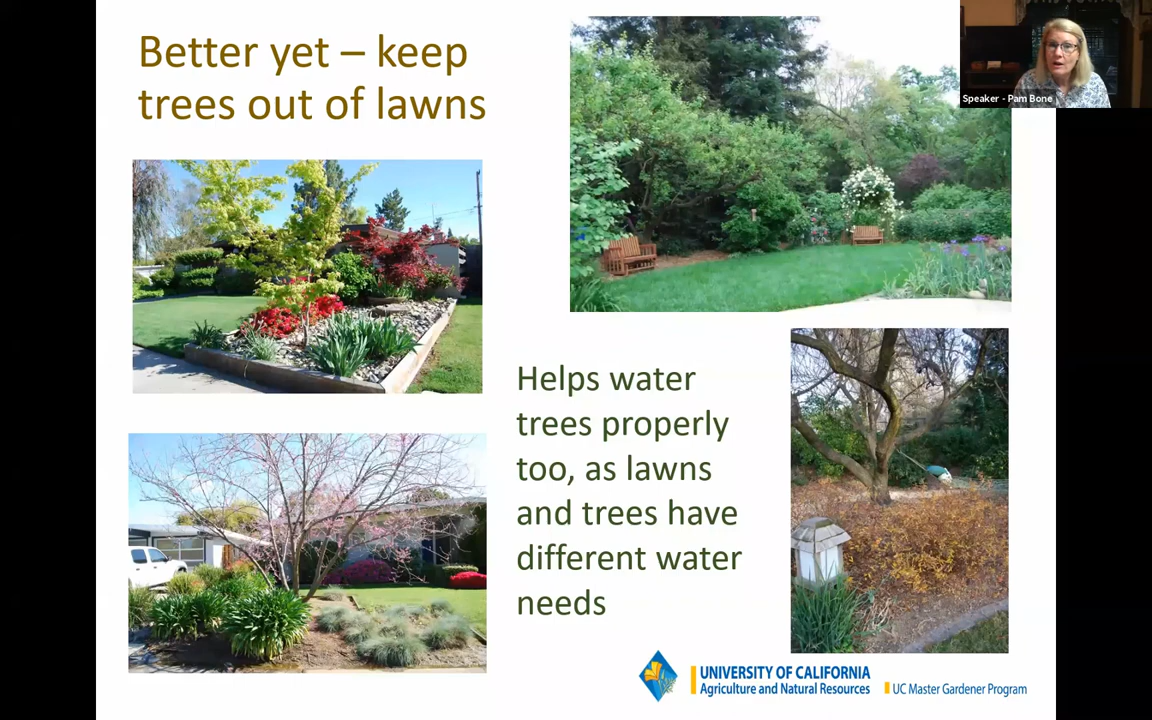 Better yet – keep
trees out of lawns
Speaker - Pam Bone
Helps water
trees properly
too, as lawns
and trees have
different water
needs
UNIVERSITY OF CALIFORNIA
Agriculture and Natural Resources
UC Master Gardener Program